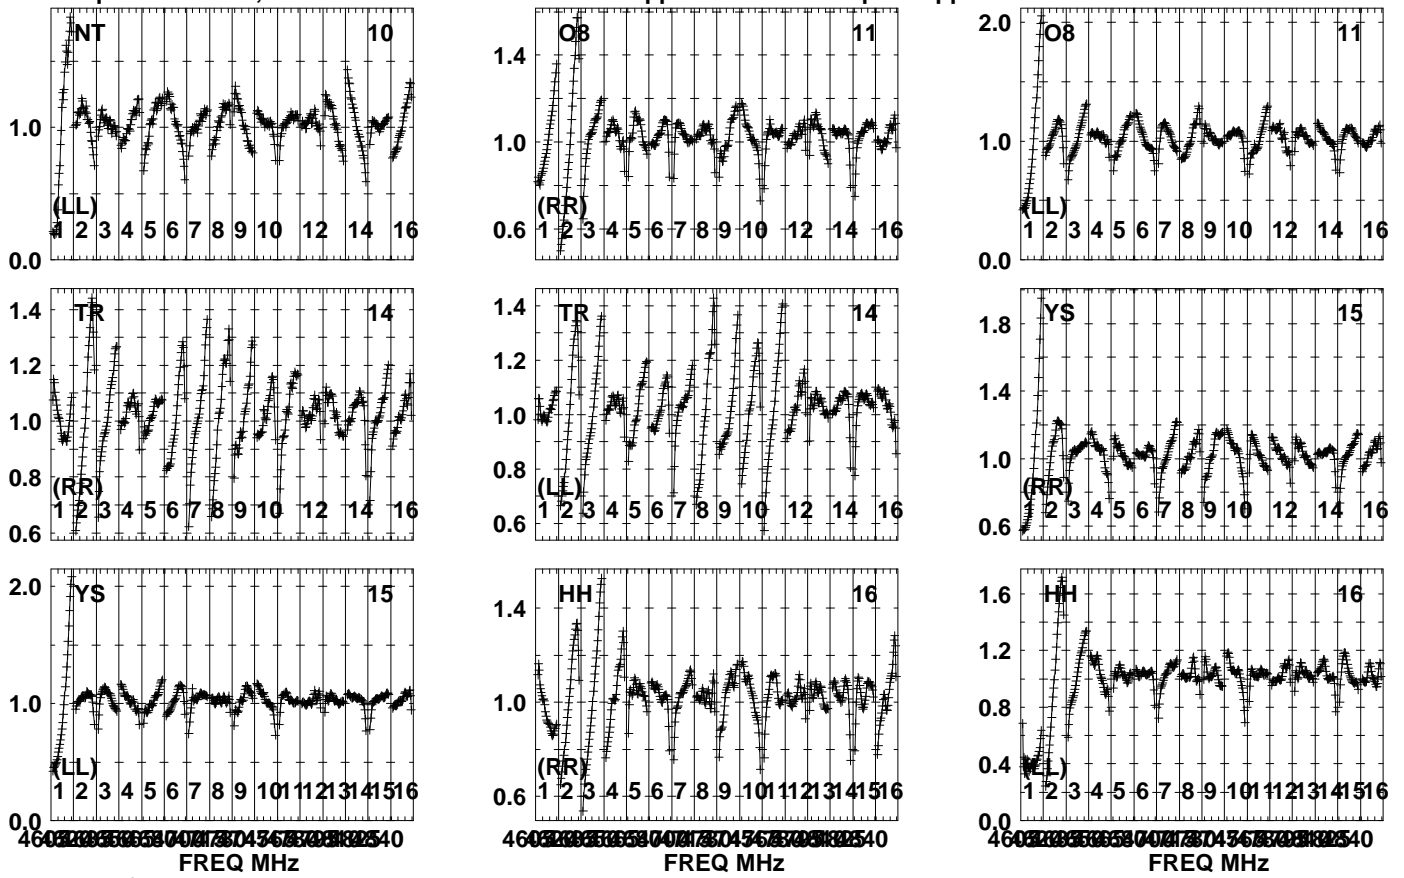 NT 10
1.0
(LL)
1 2 3 4 5 6 7 8 9 10 12 14 16
0.0
O8 11
1.4
1.0
(RR)
1 2 3 4 5 6 7 8 9 10 12 14 16
0.6
2.0
O8 11
1.0
(LL)
1 2 3 4 5 6 7 8 9 10 12 14 16
0.0
1.4
TR 14
1.2
1.0
0.8
(RR)
1 2 3 4 5 6 7 8 9 10 12 14 16
0.6
1.4
TR 14
1.2
1.0
0.8
(LL)
1 2 3 4 5 6 7 8 9 10 12 14 16
0.6
1.8
YS 15
1.4
1.0
(RR)
1 2 3 4 5 6 7 8 9 10 12 14 16
0.6
2.0
YS 15
1.0
(LL)
1 2 3 4 5 6 7 8 9 10 11 12 13 14 15 16
0.0
FREQ MHz
HH 16
1.4
1.0
(RR)
1 2 3 4 5 6 7 8 9 10 11 12 13 14 15 16
0.6
FREQ MHz
1.6
HH 16
1.2
0.8
0.4
(LL)
1 2 3 4 5 6 7 8 9 10 11 12 13 14 15 16
0.0
FREQ MHz